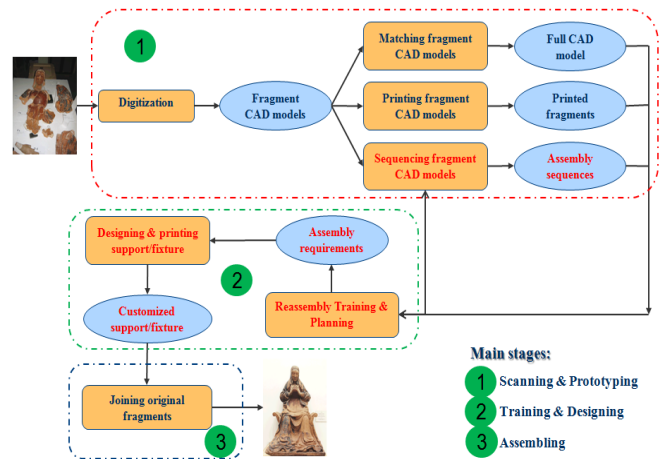 1
Matching fragment
CAD models
Full CAD
model
Digitization
Fragment
CAD models
Printing fragment
CAD models
Printed
fragments
Sequencing fragment
CAD models
Assembly
sequences
Designing & printing
support/fixture
Assembly
requirements
2
Customized
support/fixture
Reassembly Training &
Planning
Joining original
fragments
3
Main stages:
1 Scanning & Prototyping
2 Training & Designing
3 Assembling